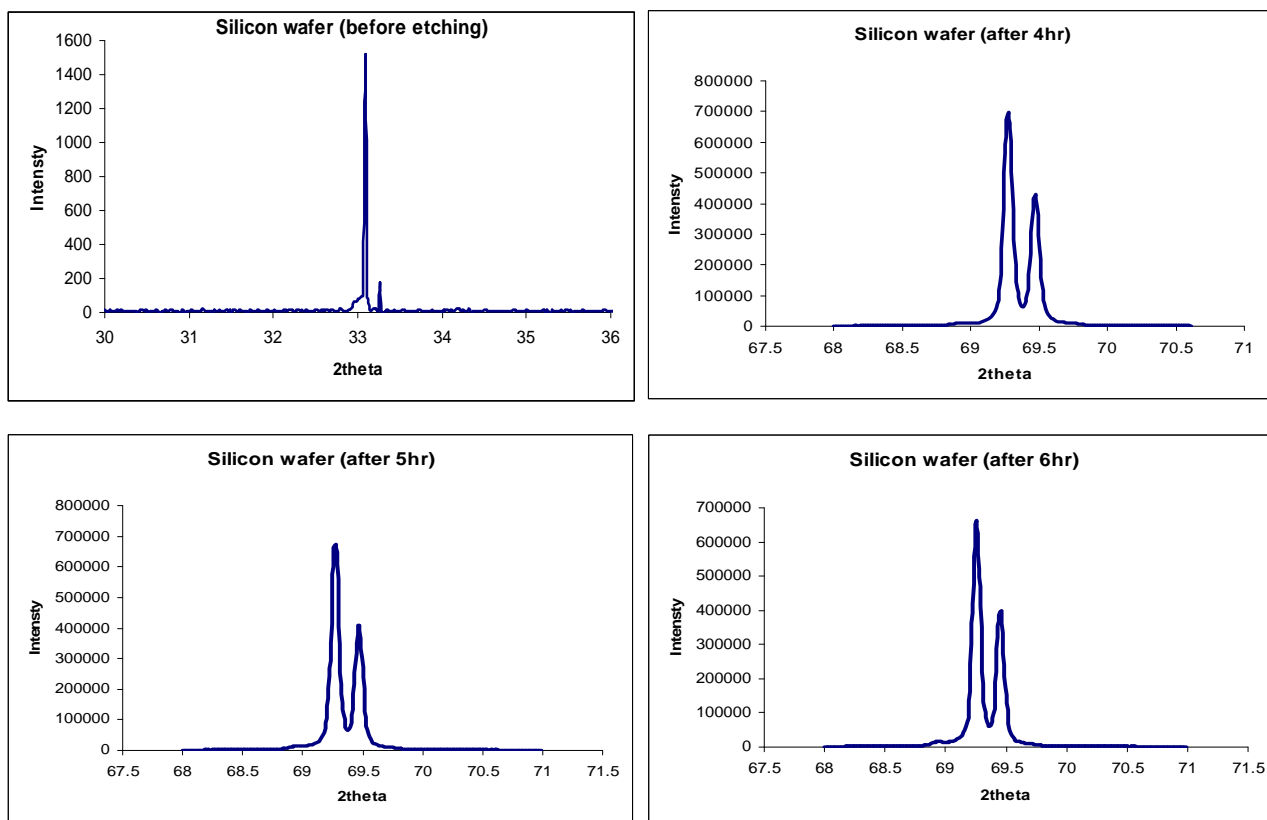 Silicon wafer (before etching)
1600
1400
1200
1000
800
600
400
200
0
Intensty
30 31 32 33 34 35 36
2theta
Silicon wafer (after 4hr)
800000
700000
600000
500000
400000
300000
200000
100000
0
Intensty
67.5 68 68.5 69 69.5 70 70.5 71
2theta
Silicon wafer (after 5hr)
800000
700000
600000
500000
400000
300000
200000
100000
0
Intensty
67.5 68 68.5 69 69.5 70 70.5 71 71.5
2theta
Silicon wafer (after 6hr)
700000
600000
500000
400000
300000
200000
100000
0
Intensty
67.5 68 68.5 69 69.5 70 70.5 71 71.5
2theta